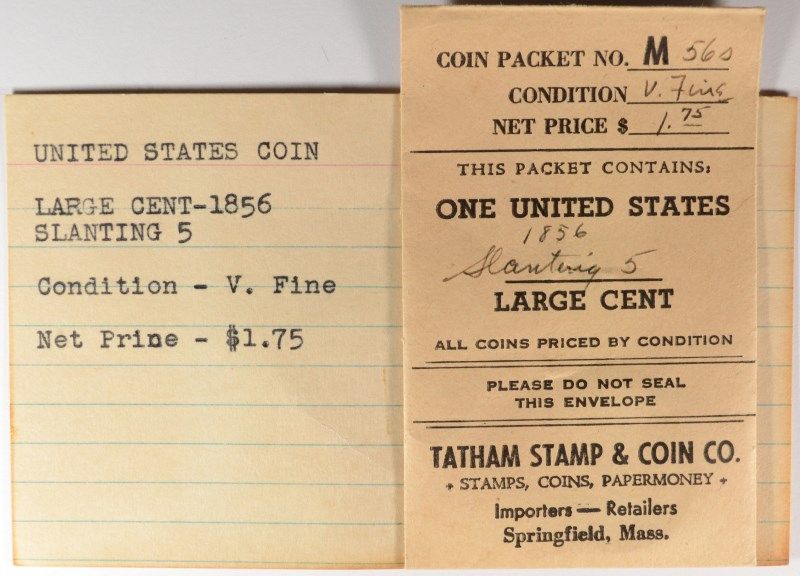 UNITED STATES COIN
LARGE CENT-1856
SLANTING 5
Condition - V. Fine
Net Prine - $1.75
COIN PACKET NO. M 56s
CONDITION V. Fine
NET PRICE $ 1.75
THIS PACKET CONTAINS:
ONE UNITED STATES
1856
Slanting 5
LARGE CENT
ALL COINS PRICED BY CONDITION
PLEASE DO NOT SEAL
THIS ENVELOPE
TATHAM STAMP & COIN CO.
STAMPS, COINS, PAPERMONEY
Importers — Retailers
Springfield, Mass.